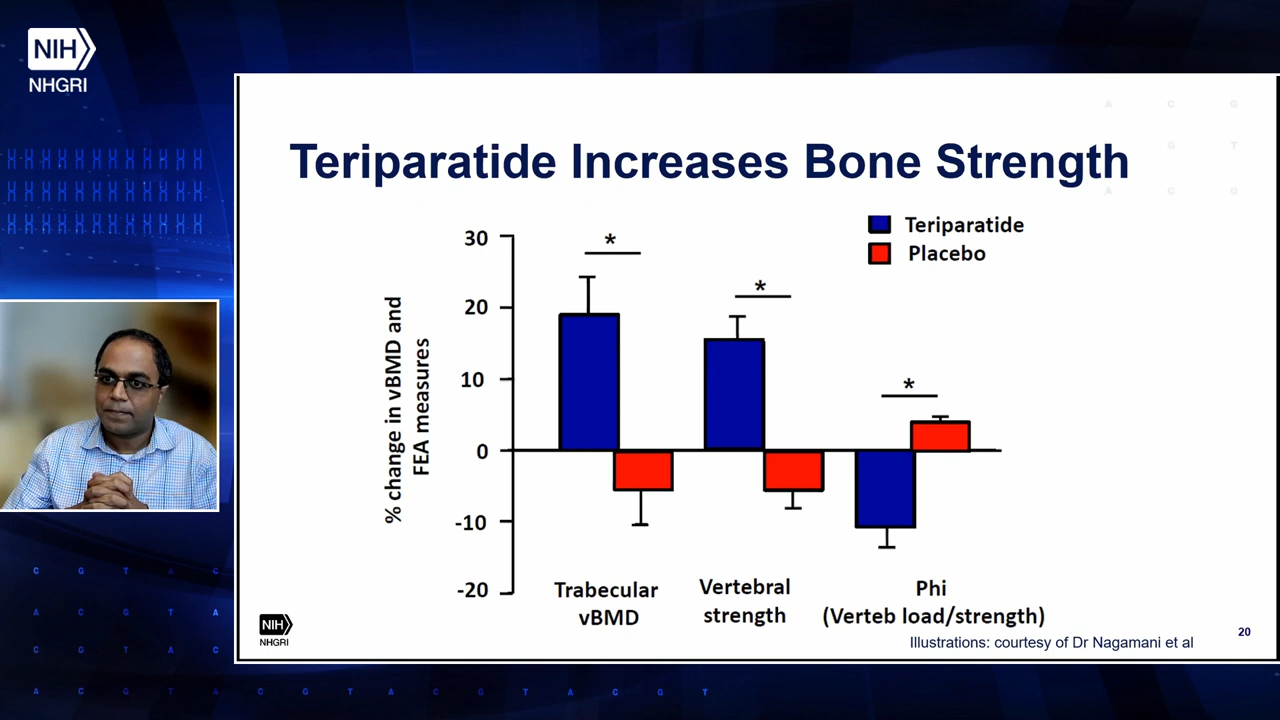 NIH
NHGRI
A C G
Teriparatide Increases Bone Strength
G T
A C G
Teriparatide
Placebo
30
20
10
0
-10
-20
% change in vBMD and
FEA measures
*
*
*
Trabecular
vBMD
Vertebral
strength
Phi
(Verteb load/strength)
NIH
NHGRI
Illustrations: courtesy of Dr Nagamani et al
20
C G T A C
A C G T A
C G T A C
A C G T A C G T A C G T A C G T